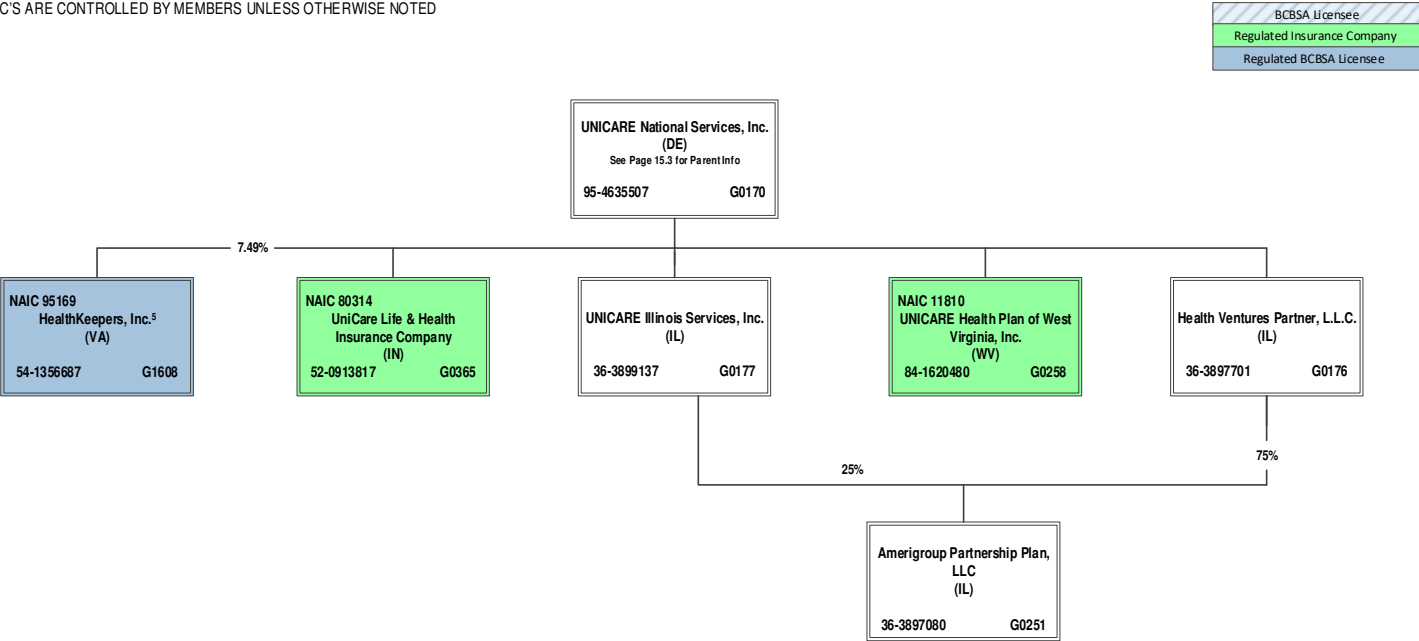 C'S ARE CONTROLLED BY MEMBERS UNLESS OTHERWISE NOTED
BCBSA Licensee
Regulated Insurance Company
Regulated BCBSA Licensee
UNICARE National Services, Inc.
(DE)
See Page 15.3 for Parent Info
95-4635507 G0170
7.49%
NAIC 95169
HealthKeepers, Inc.⁵
(VA)
54-1356687 G1608
NAIC 80314
UniCare Life & Health
Insurance Company
(IN)
52-0913817 G0365
UNICARE Illinois Services, Inc.
(IL)
36-3899137 G0177
NAIC 11810
UNICARE Health Plan of West
Virginia, Inc.
(WV)
84-1620480 G0258
Health Ventures Partner, L.L.C.
(IL)
36-3897701 G0176
25%
75%
Amerigroup Partnership Plan,
LLC
(IL)
36-3897080 G0251